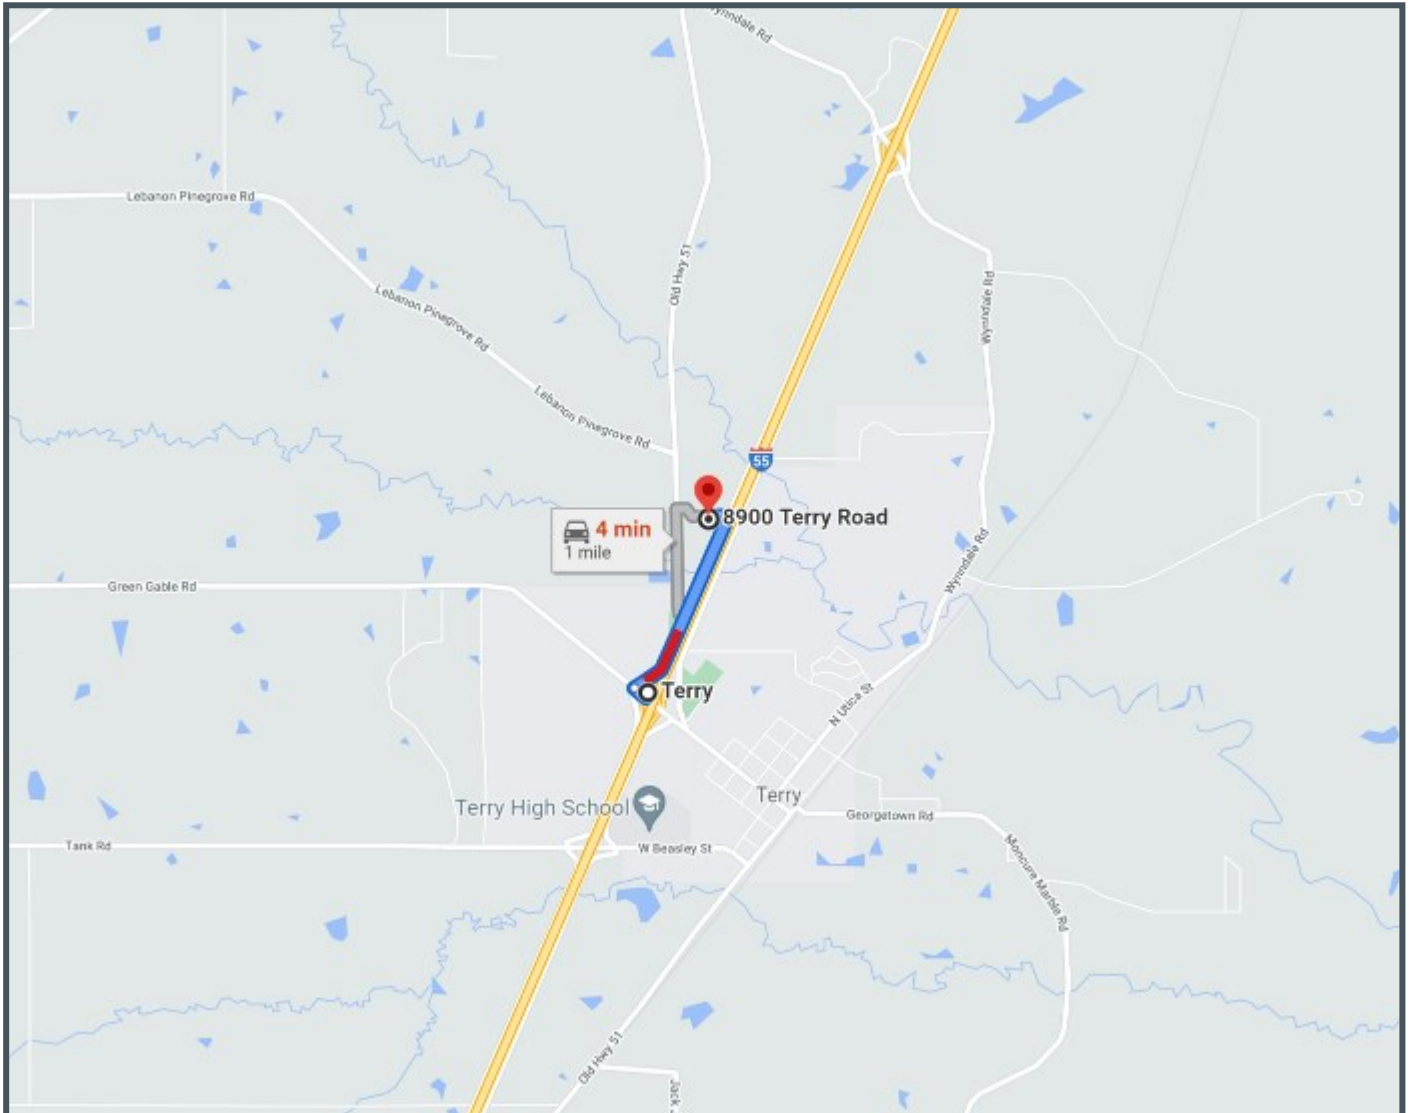 Wynndale Rd
Lebanon Pinegrove Rd
Old Hwy 51
Wynndale Rd
Lebanon Pinegrove Rd
Lebanon Pinegrove Rd
55
8900 Terry Road
4 min
1 mile
Green Gable Rd
Wynndale Rd
Terry
N Utica St
Terry High School
Terry
Georgetown Rd
Tank Rd
W Beasley St
Moncure Marble Rd
Old Hwy 51
Jack